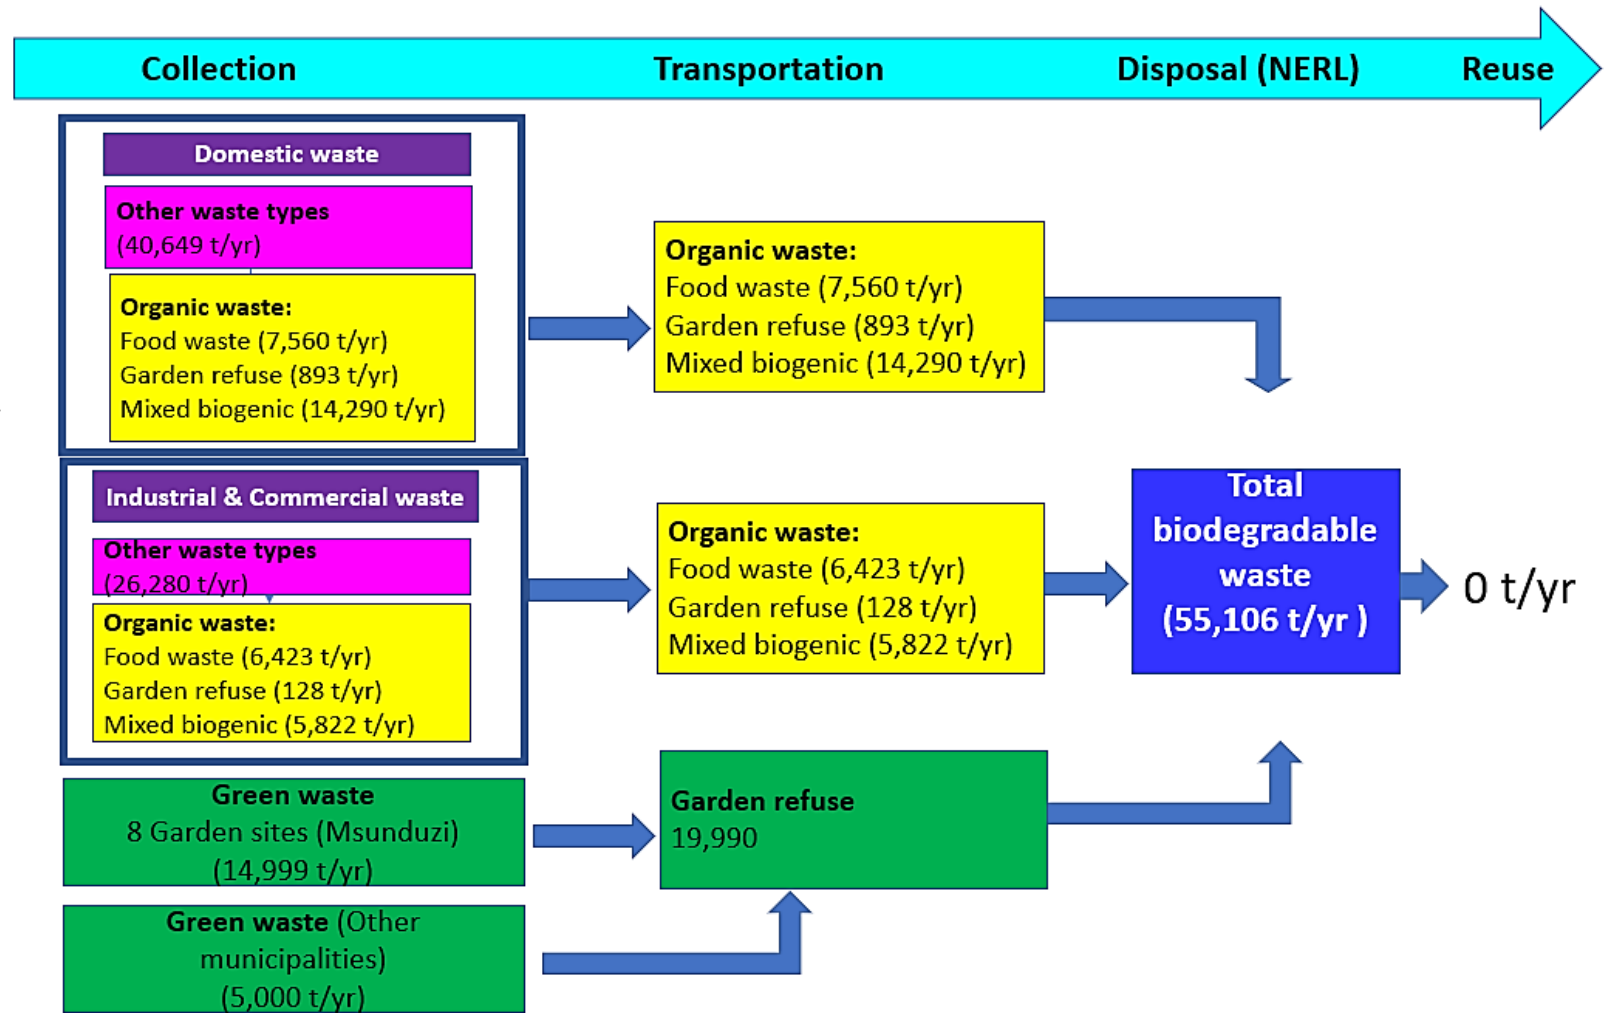 Collection
Transportation
Disposal (NERL)
Reuse
Domestic waste
Other waste types
(40,649 t/yr)
Organic waste:
Food waste (7,560 t/yr)
Garden refuse (893 t/yr)
Mixed biogenic (14,290 t/yr)
Organic waste:
Food waste (7,560 t/yr)
Garden refuse (893 t/yr)
Mixed biogenic (14,290 t/yr)
Industrial & Commercial waste
Other waste types
(26,280 t/yr)
Organic waste:
Food waste (6,423 t/yr)
Garden refuse (128 t/yr)
Mixed biogenic (5,822 t/yr)
Organic waste:
Food waste (6,423 t/yr)
Garden refuse (128 t/yr)
Mixed biogenic (5,822 t/yr)
Total
biodegradable
waste
(55,106 t/yr )
0 t/yr
Green waste
8 Garden sites (Msunduzi)
(14,999 t/yr)
Garden refuse
19,990
Green waste (Other
municipalities)
(5,000 t/yr)